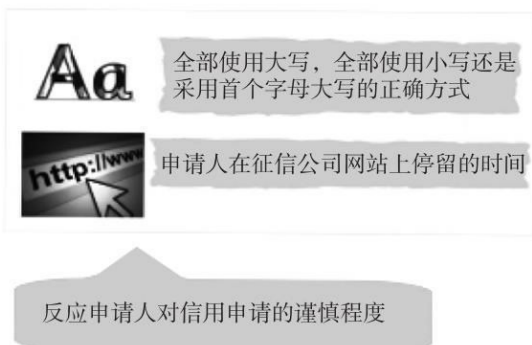 Aa
全部使用大写，全部使用小写还是
采用首个字母大写的正确方式
http://www
申请人在征信公司网站上停留的时间
反应申请人对信用申请的谨慎程度